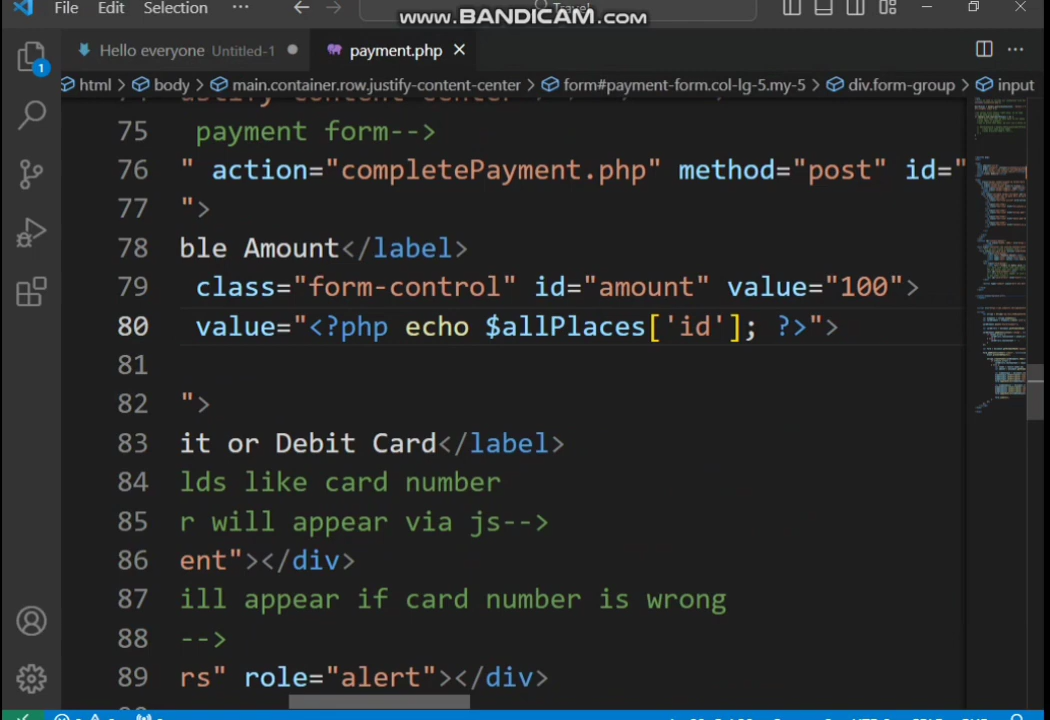 File Edit Selection ··· Travel
www.BANDICAM.com
Hello everyone Untitled-1 payment.php
html > body > main.container.row.justify-content-center > form#payment-form.col-lg-5.my-5 > div.form-group > input
75 payment form-->
76 " action="completePayment.php" method="post" id="
77 ">
78 ble Amount</label>
79 class="form-control" id="amount" value="100">
80 value="<?php echo $allPlaces['id']; ?>">
81
82 ">
83 it or Debit Card</label>
84 lds like card number
85 r will appear via js-->
86 ent"></div>
87 ill appear if card number is wrong
88 -->
89 rs" role="alert"></div>
1